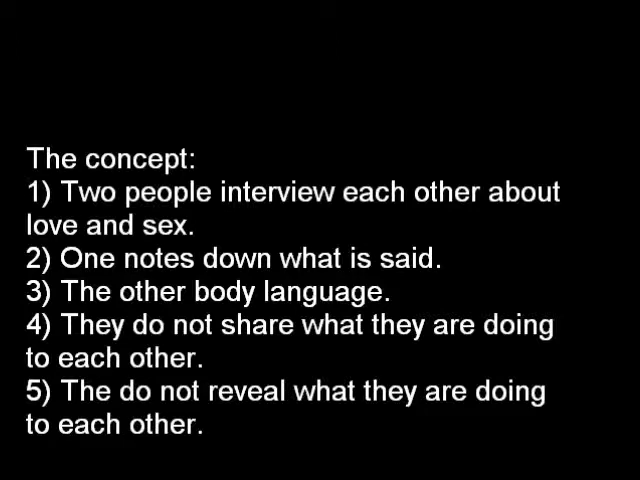 The concept:
1) Two people interview each other about
love and sex.
2) One notes down what is said.
3) The other body language.
4) They do not share what they are doing
to each other.
5) The do not reveal what they are doing
to each other.